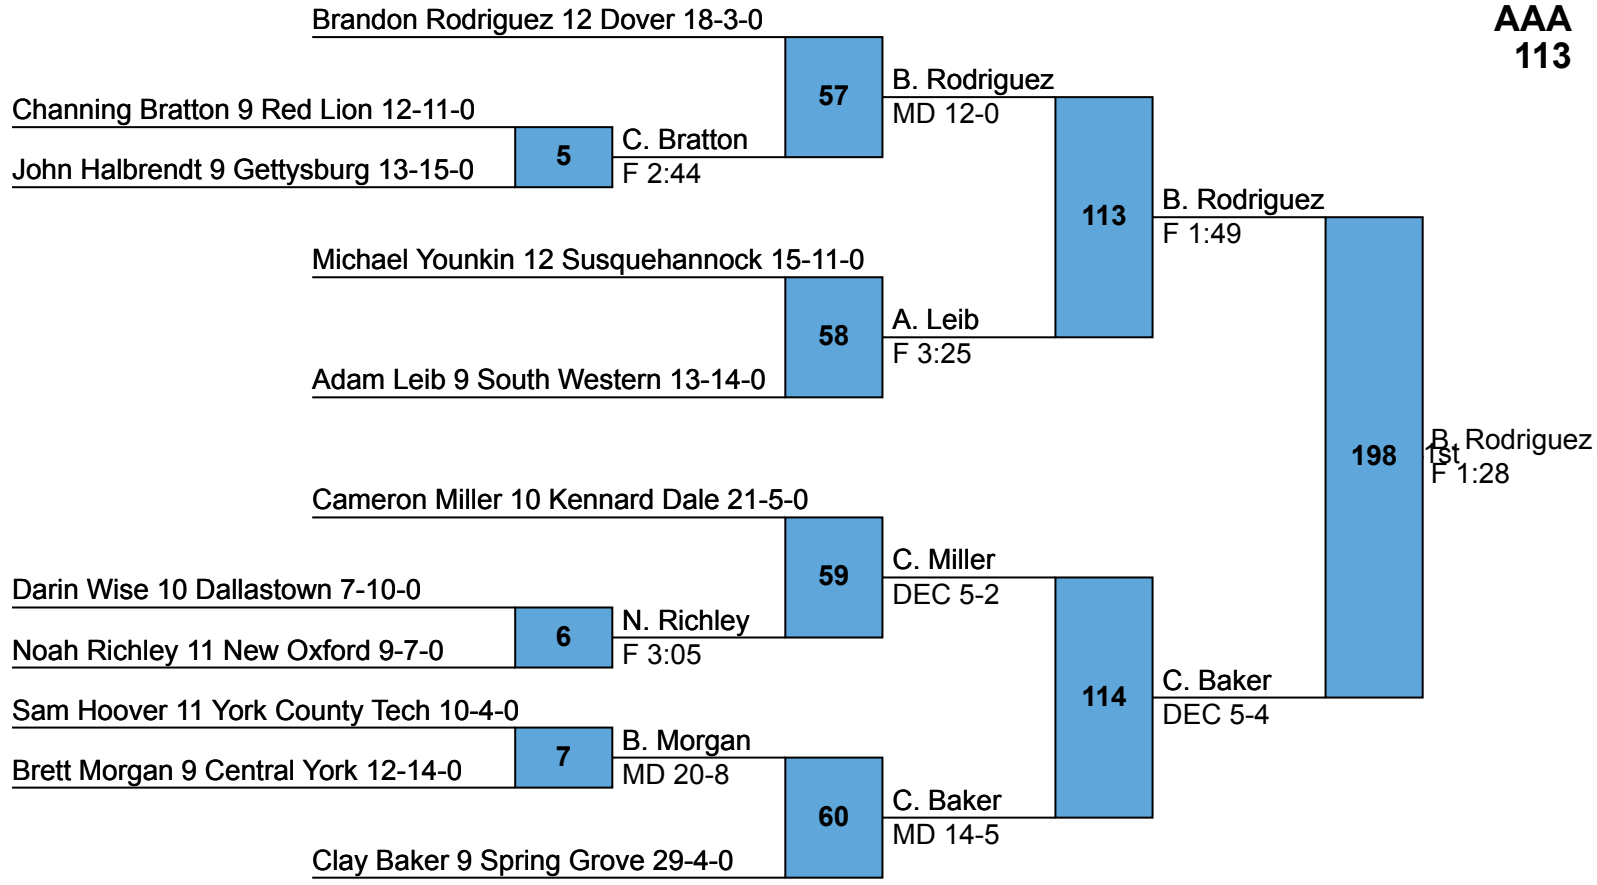 AAA
113
Brandon Rodriguez 12 Dover 18-3-0
57
B. Rodriguez
MD 12-0
Channing Bratton 9 Red Lion 12-11-0
5
C. Bratton
F 2:44
John Halbrendt 9 Gettysburg 13-15-0
113
B. Rodriguez
F 1:49
Michael Younkin 12 Susquehannock 15-11-0
58
A. Leib
F 3:25
Adam Leib 9 South Western 13-14-0
198
B. Rodriguez
1st
F 1:28
Cameron Miller 10 Kennard Dale 21-5-0
59
C. Miller
DEC 5-2
Darin Wise 10 Dallastown 7-10-0
6
N. Richley
F 3:05
Noah Richley 11 New Oxford 9-7-0
114
C. Baker
DEC 5-4
Sam Hoover 11 York County Tech 10-4-0
7
B. Morgan
MD 20-8
Brett Morgan 9 Central York 12-14-0
60
C. Baker
MD 14-5
Clay Baker 9 Spring Grove 29-4-0